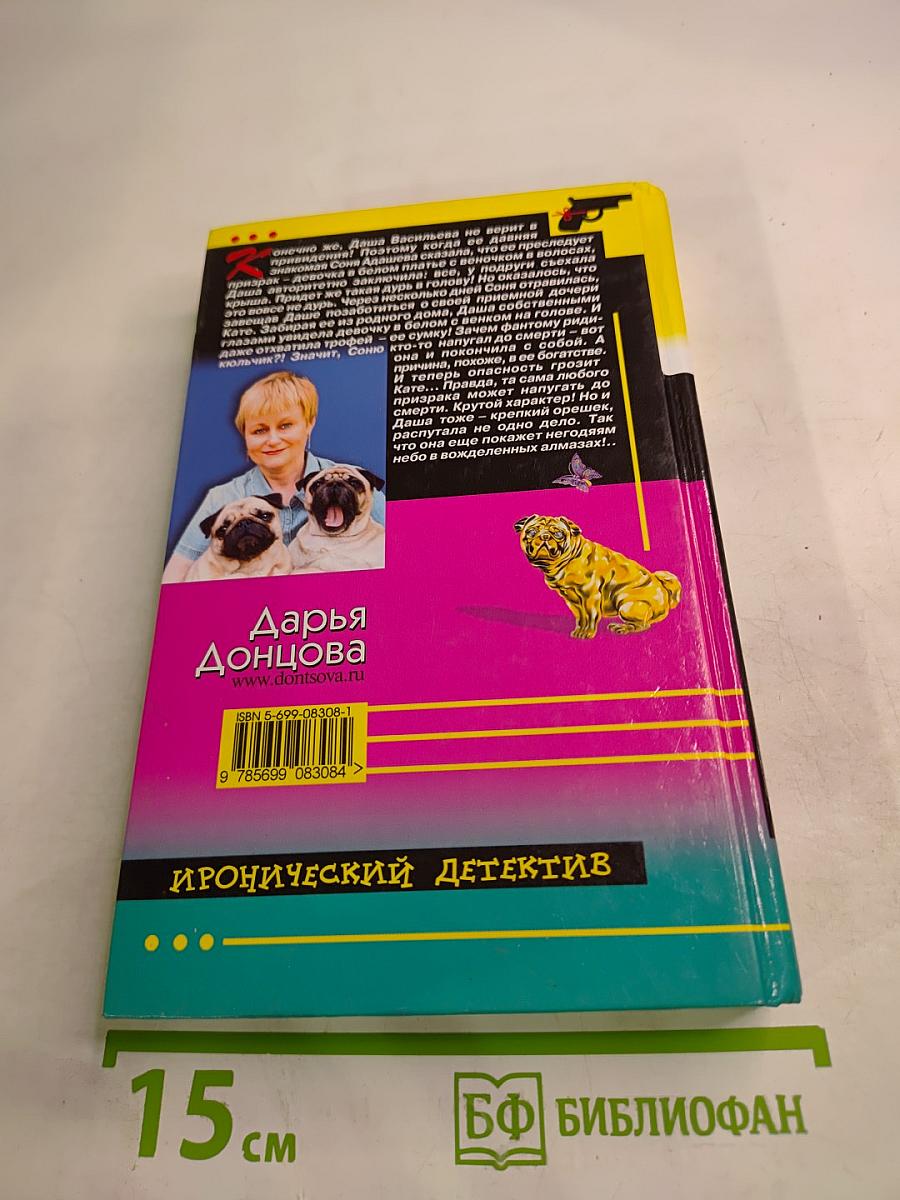 Конечно же, Даша Васильева не верит в
привидения! Поэтому когда ее давняя
знакомая Соня Адашева сказала, что ее преследует
призрак – девочка в белом платье с веночком в волосах,
Даша авторитетно заключила: все, у подруги съехала
крыша. Придет же такая дурь в голову! Но оказалось, что
это вовсе не дурь. Через несколько дней Соня отравилась,
завещав Даше позаботиться о своей приемной дочери
Кате. Забирая ее из родного дома, Даша собственными
глазами увидела девочку в белом с венком на голове. И
даже отхватила трофей – ее сумку! Зачем фантому риди-
кюльчик?! Значит, Соню кто-то напугал до смерти – вот
она и покончила с собой. А
причина, похоже, в ее богатстве.
И теперь опасность грозит
Кате... Правда, та сама любого
призрака может напугать до
смерти. Крутой характер! Но и
Даша тоже – крепкий орешек,
распутала не одно дело. Так
что она еще покажет негодяям
небо в вожделенных алмазах!..
Дарья
Донцова
www.dontsova.ru
ISBN 5-699-08308-1
9 785699 083084 >
ИРОНИЧЕСКИЙ ДЕТЕКТИВ
15 см
БФ БИБЛИОФАН